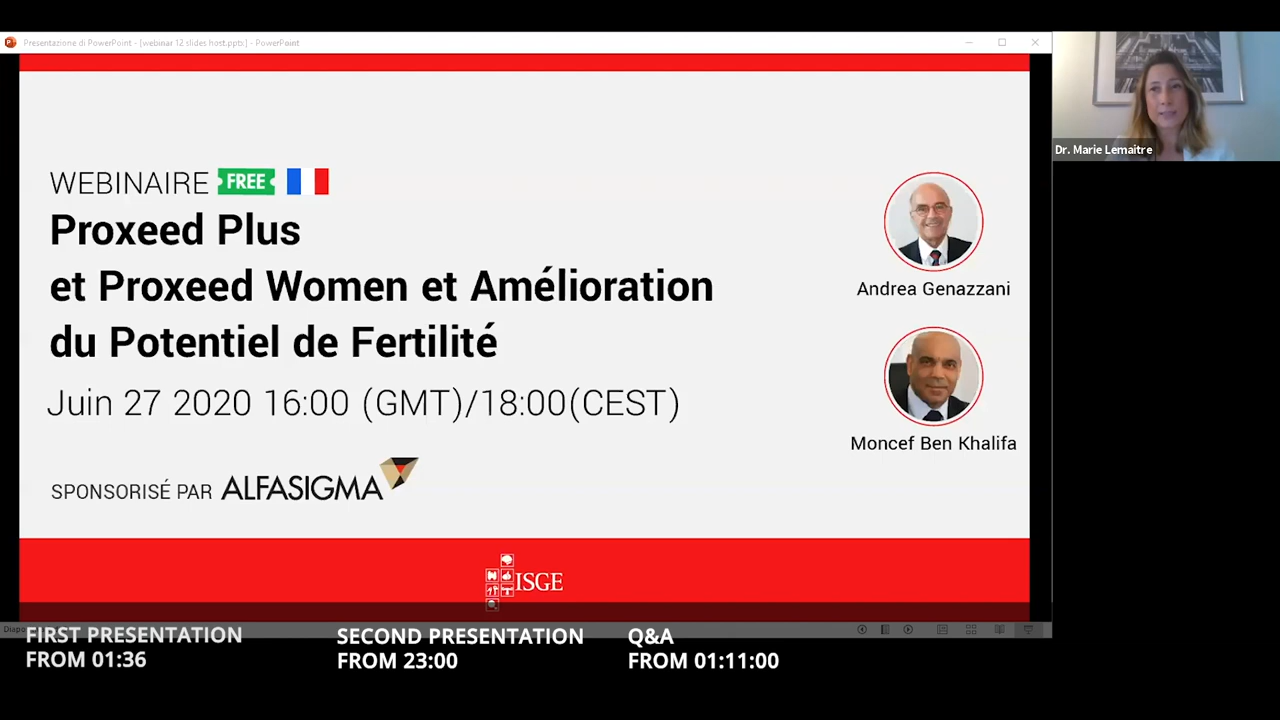 Presentazione di PowerPoint - [webinar 12 slides host.pptx] - PowerPoint
Dr. Marie Lemaitre
WEBINAIRE FREE
Proxeed Plus
et Proxeed Women et Amélioration
du Potentiel de Fertilité
Juin 27 2020 16:00 (GMT)/18:00(CEST)
SPONSORISÉ PAR ALFASIGMA
Andrea Genazzani
Moncef Ben Khalifa
ISGE
FIRST PRESENTATION
FROM 01:36
SECOND PRESENTATION
FROM 23:00
Q&A
FROM 01:11:00